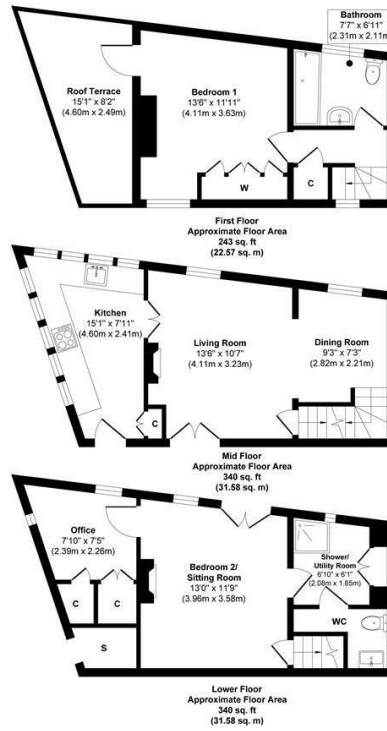 Bathroom
7'7" x 6'11"
(2.31m x 2.11m)
Roof Terrace
15'1" x 8'2"
(4.60m x 2.49m)
Bedroom 1
13'6" x 11'11"
(4.11m x 3.63m)
W
C
First Floor
Approximate Floor Area
243 sq. ft
(22.57 sq. m)
Kitchen
15'1" x 7'11"
(4.60m x 2.41m)
Living Room
13'6" x 10'7"
(4.11m x 3.23m)
Dining Room
9'3" x 7'3"
(2.82m x 2.21m)
C
Mid Floor
Approximate Floor Area
340 sq. ft
(31.58 sq. m)
Office
7'10" x 7'5"
(2.39m x 2.26m)
Bedroom 2/
Sitting Room
13'0" x 11'9"
(3.96m x 3.58m)
Shower/
Utility Room
6'10" x 6'1"
(2.08m x 1.85m)
C
C
S
WC
Lower Floor
Approximate Floor Area
340 sq. ft
(31.58 sq. m)